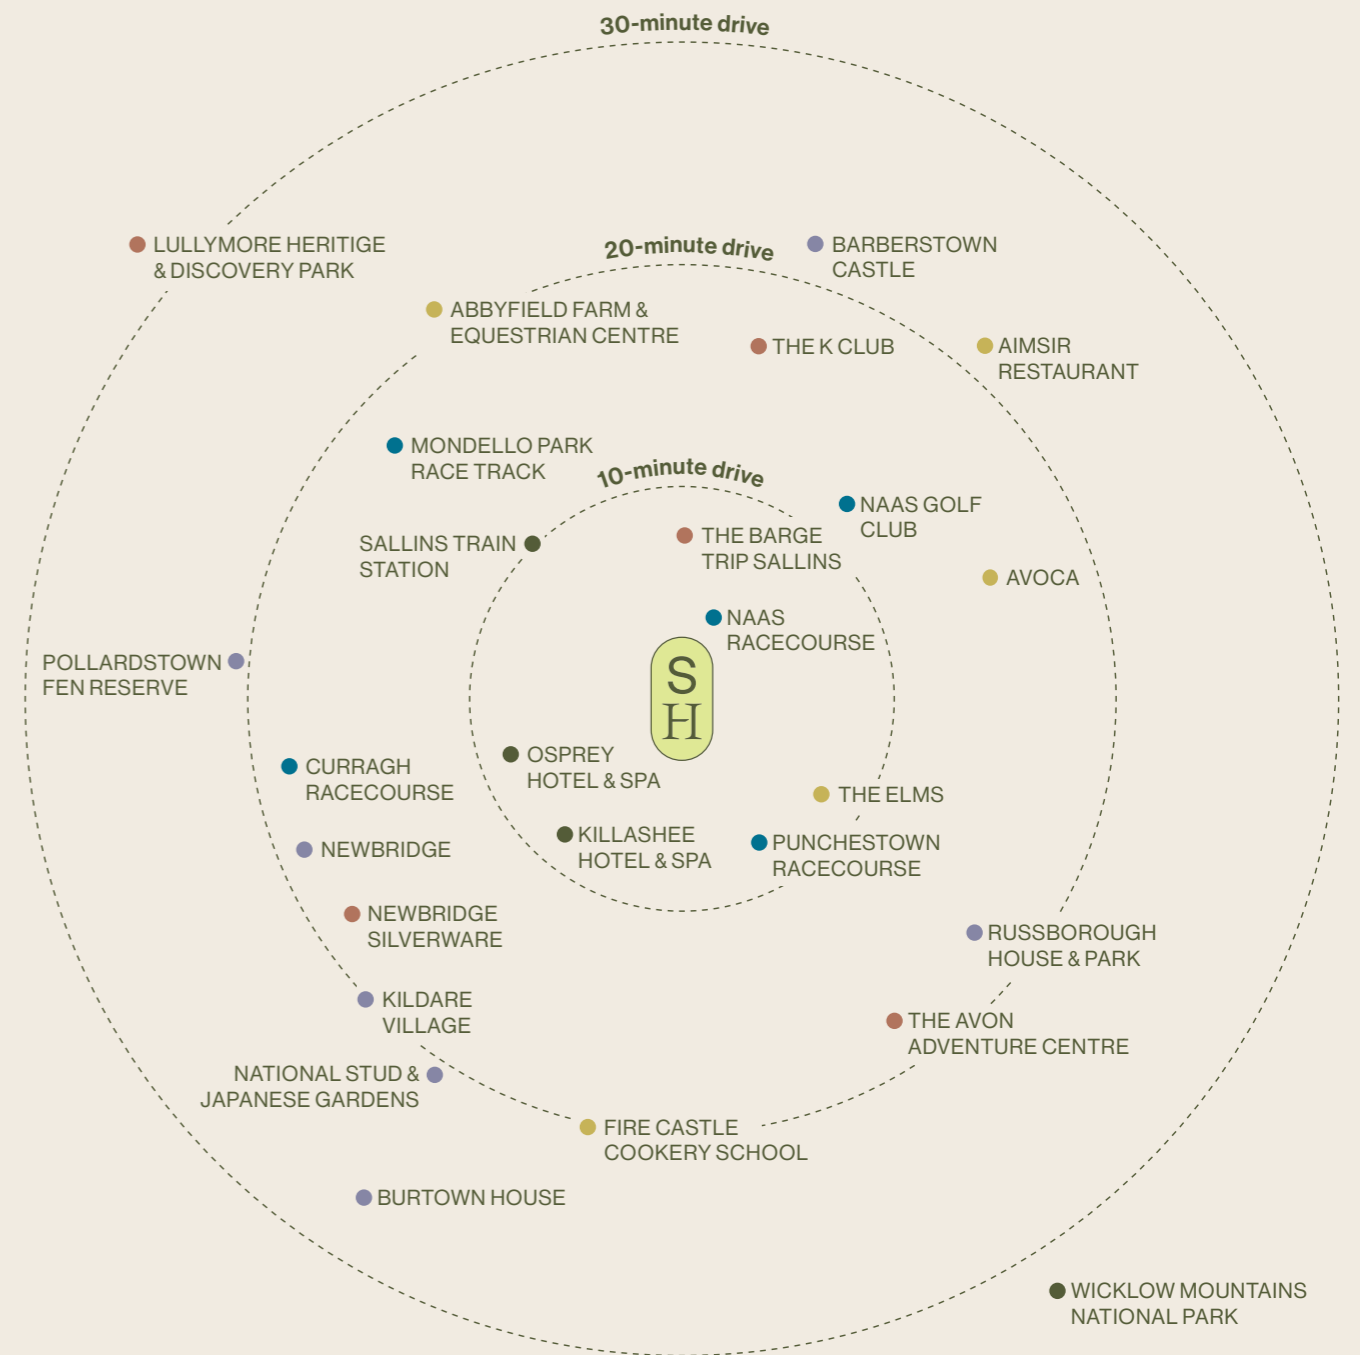 30-minute drive
LULLYMORE HERITIGE
& DISCOVERY PARK
20-minute drive
BARBERSTOWN
CASTLE
ABBYFIELD FARM &
EQUESTRIAN CENTRE
THE K CLUB
AIMSIR
RESTAURANT
MONDELLO PARK
RACE TRACK
10-minute drive
NAAS GOLF
CLUB
SALLINS TRAIN
STATION
THE BARGE
TRIP SALLINS
AVOCA
NAAS
RACECOURSE
POLLARDSTOWN
FEN RESERVE
S
H
OSPREY
HOTEL & SPA
CURRAGH
RACECOURSE
THE ELMS
KILLASHEE
HOTEL & SPA
PUNCHESTOWN
RACECOURSE
NEWBRIDGE
NEWBRIDGE
SILVERWARE
RUSSBOROUGH
HOUSE & PARK
KILDARE
VILLAGE
THE AVON
ADVENTURE CENTRE
NATIONAL STUD &
JAPANESE GARDENS
FIRE CASTLE
COOKERY SCHOOL
BURTOWN HOUSE
WICKLOW MOUNTAINS
NATIONAL PARK